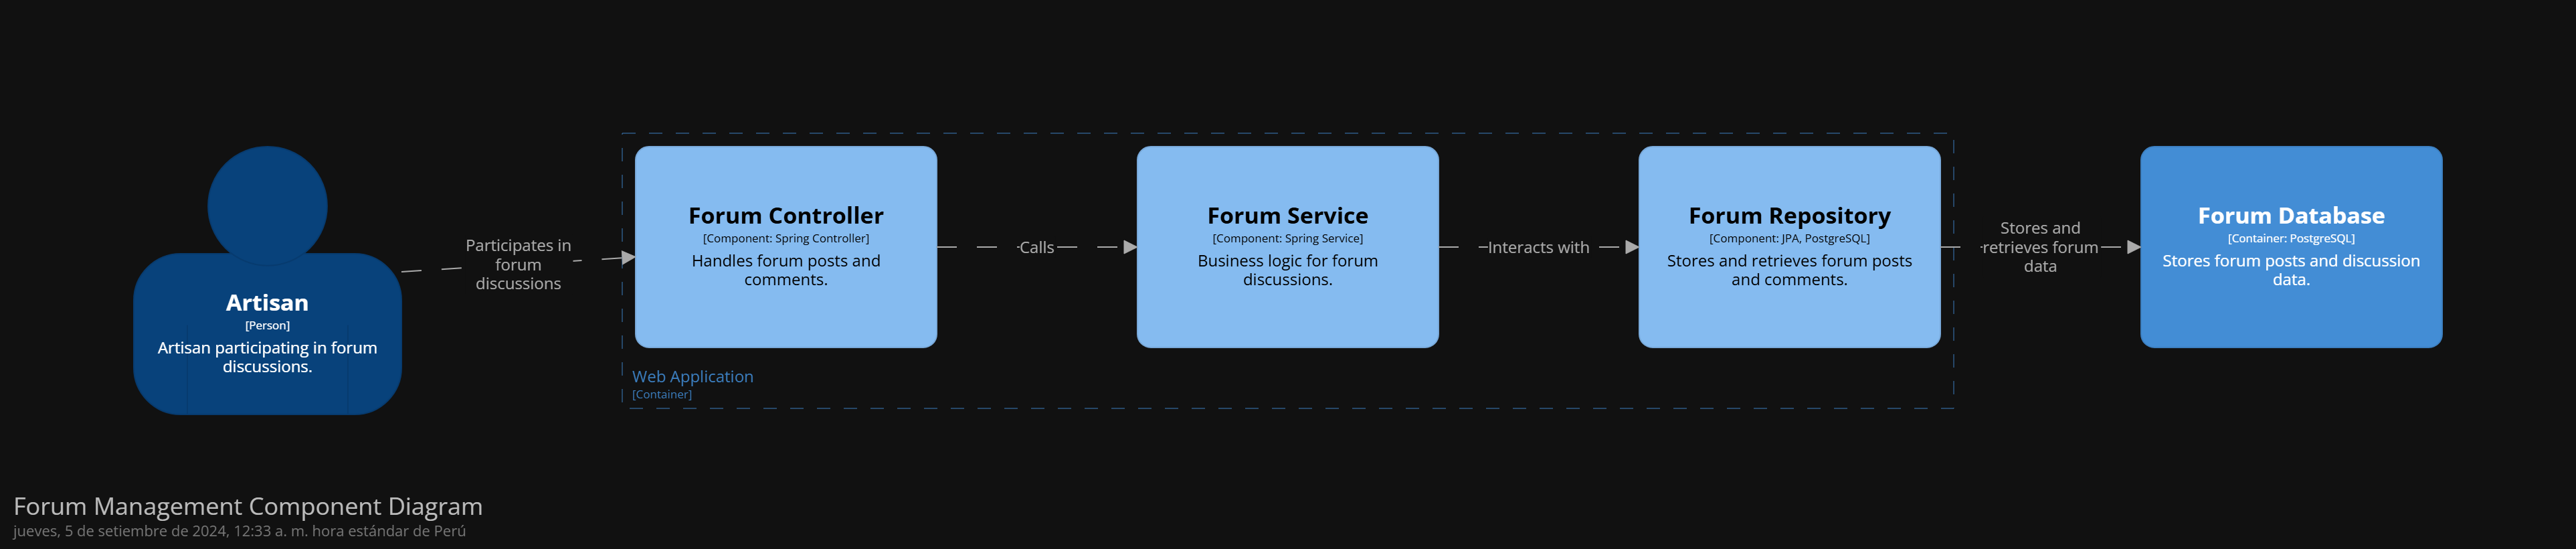 Artisan
[Person]
Artisan participating in forum
discussions.
Participates in
forum
discussions
Forum Controller
[Component: Spring Controller]
Handles forum posts and
comments.
Calls
Forum Service
[Component: Spring Service]
Business logic for forum
discussions.
Interacts with
Forum Repository
[Component: JPA, PostgreSQL]
Stores and retrieves forum posts
and comments.
Stores and
retrieves forum
data
Forum Database
[Container: PostgreSQL]
Stores forum posts and discussion
data.
Web Application
[Container]
Forum Management Component Diagram
jueves, 5 de setiembre de 2024, 12:33 a. m. hora estándar de Perú